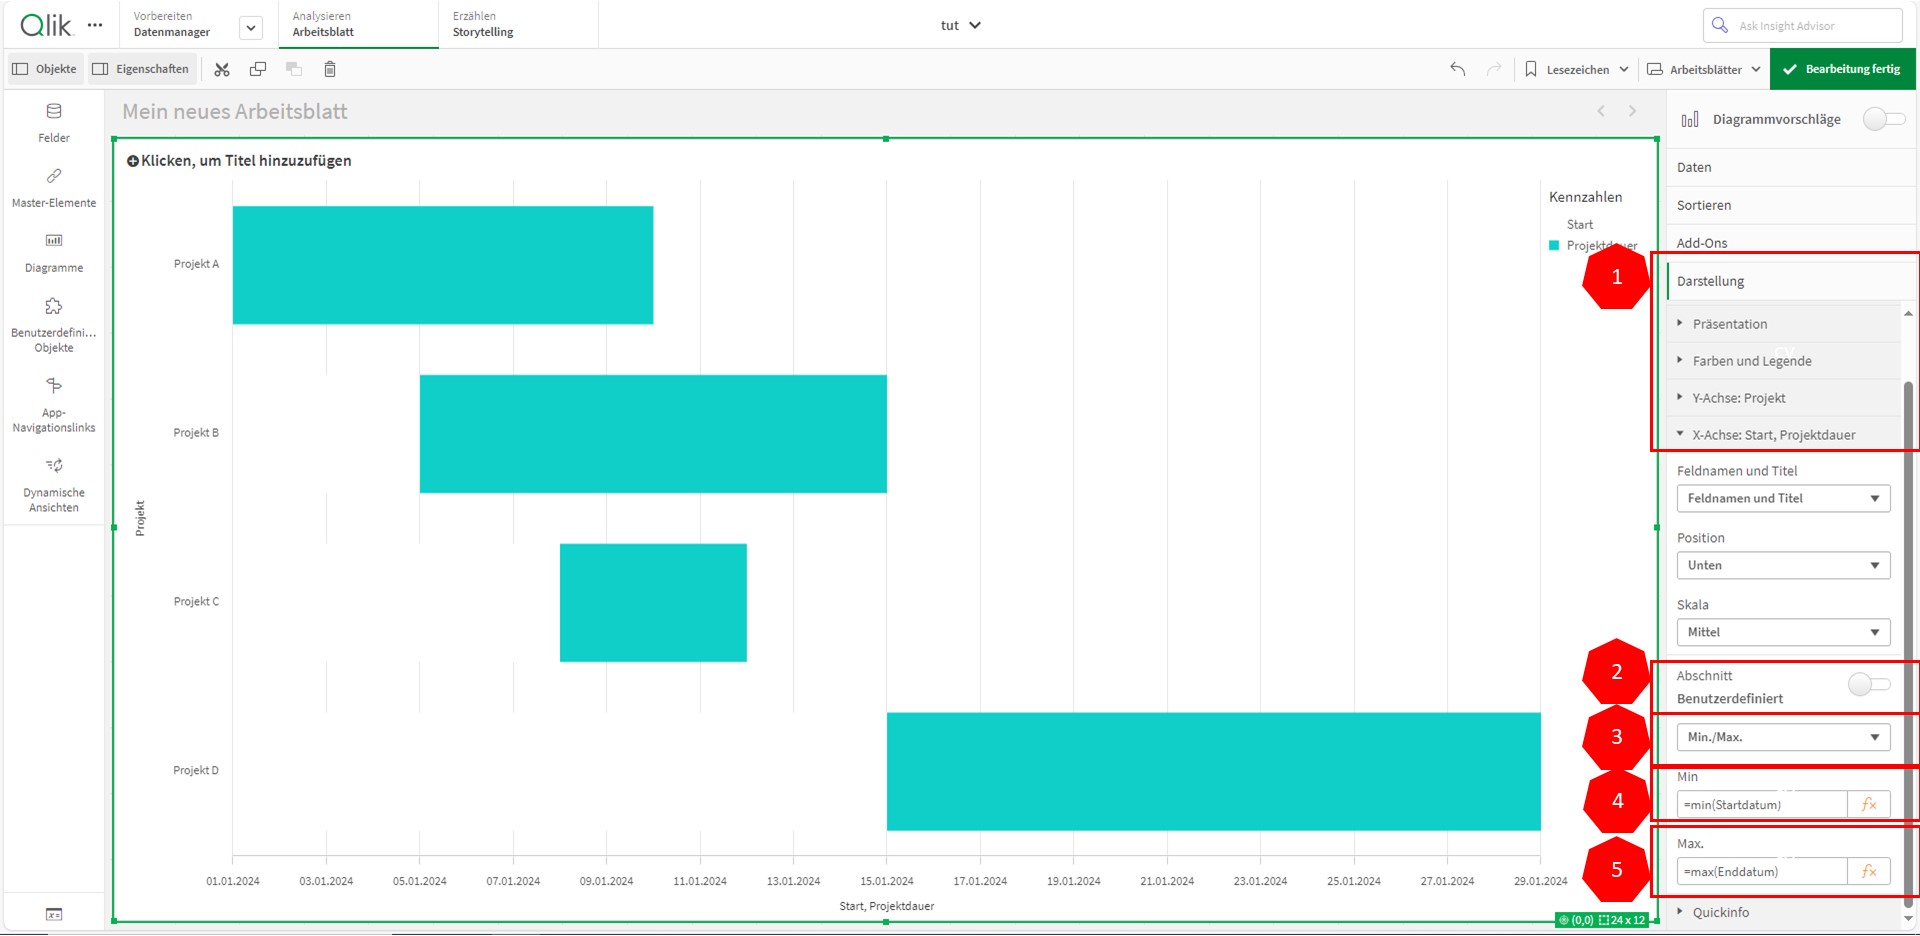 Qlik
Vorbereiten
Datenmanager
Analysieren
Arbeitsblatt
Erzählen
Storytelling
tut
Ask Insight Advisor
Objekte
Eigenschaften
Lesezeichen
Arbeitsblätter
Bearbeitung fertig
Felder
Master-Elemente
Diagramme
Benutzerdefini...
Objekte
App-
Navigationslinks
Dynamische
Ansichten
Mein neues Arbeitsblatt
Klicken, um Titel hinzuzufügen
Projekt
Projekt A
Projekt B
Projekt C
Projekt D
01.01.2024
03.01.2024
05.01.2024
07.01.2024
09.01.2024
11.01.2024
13.01.2024
15.01.2024
17.01.2024
19.01.2024
21.01.2024
23.01.2024
25.01.2024
27.01.2024
29.01.2024
Start, Projektdauer
Kennzahlen
Start
Projektdauer
(0,0) 24 x 12
Diagrammvorschläge
Daten
Sortieren
Add-Ons
1
Darstellung
Präsentation
Farben und Legende
Y-Achse: Projekt
X-Achse: Start, Projektdauer
Feldnamen und Titel
Feldnamen und Titel
Position
Unten
Skala
Mittel
2
Abschnitt
Benutzerdefiniert
3
Min./Max.
4
Min
=min(Startdatum)
fx
5
Max.
=max(Enddatum)
fx
Quickinfo